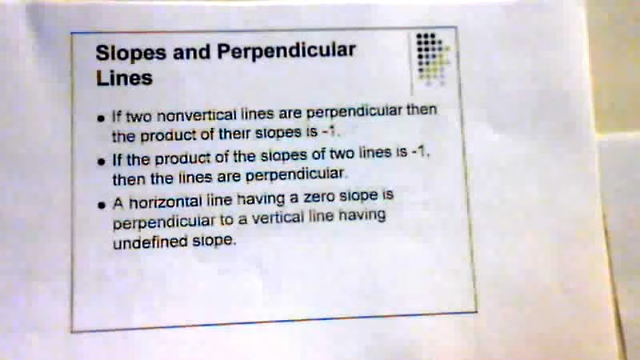 Slopes and Perpendicular
Lines
• If two nonvertical lines are perpendicular then
the product of their slopes is -1.
• If the product of the slopes of two lines is -1,
then the lines are perpendicular.
• A horizontal line having a zero slope is
perpendicular to a vertical line having
undefined slope.